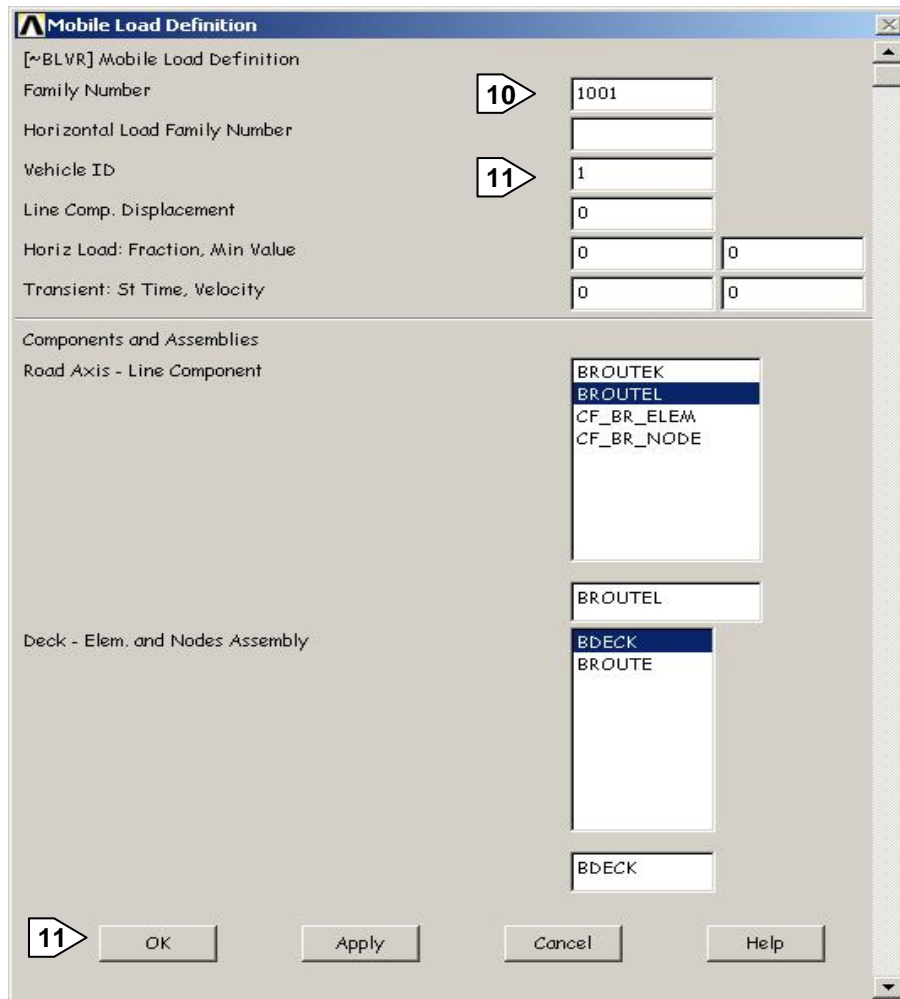 Mobile Load Definition
[~BLVR] Mobile Load Definition
Family Number 10 1001
Horizontal Load Family Number
Vehicle ID 11 1
Line Comp. Displacement 0
Horiz Load: Fraction, Min Value 0 0
Transient: St Time, Velocity 0 0
Components and Assemblies
Road Axis - Line Component BROUTEK
BROUTEL
CF_BR_ELEM
CF_BR_NODE
BROUTEL
Deck - Elem. and Nodes Assembly BDECK
BROUTE
BDECK
11 OK Apply Cancel Help